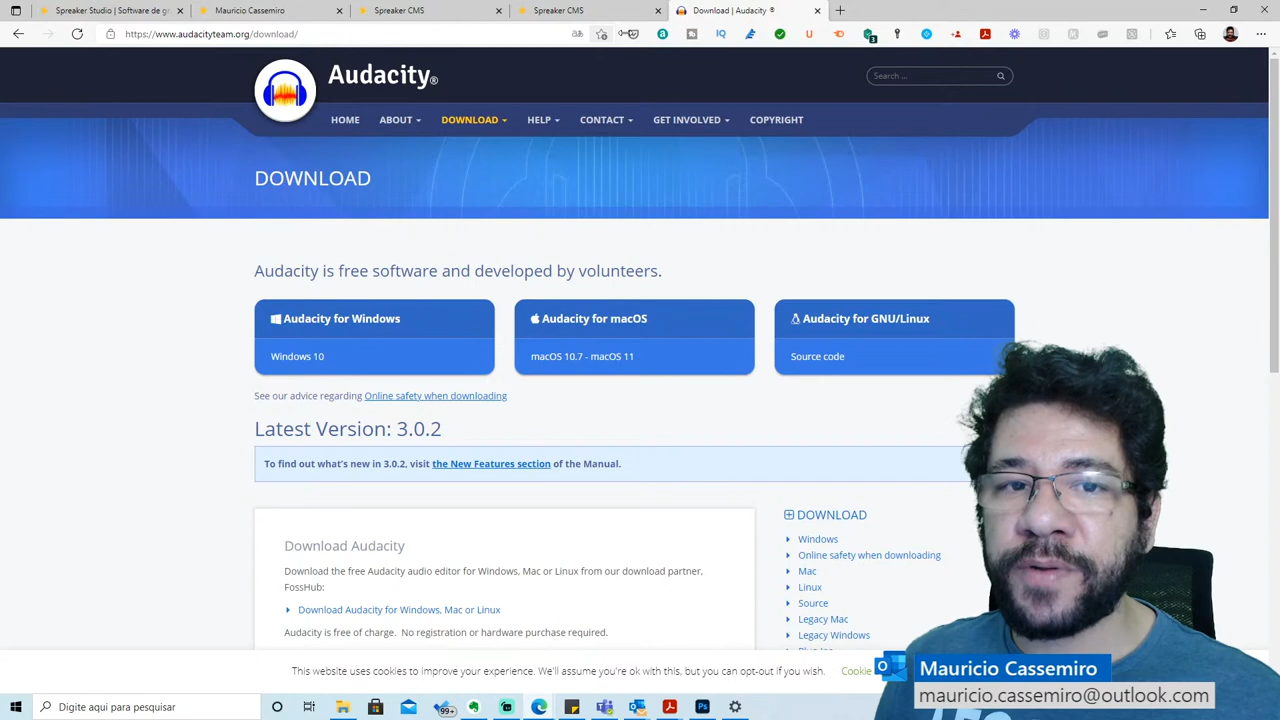 Spreaker Studio | Software de gr
Mauricio Cassemiro
Spreaker CMS
Spreaker CMS
Download | Audacity ®
https://www.audacityteam.org/download/
Audacity®
Search ...
HOME
ABOUT
DOWNLOAD
HELP
CONTACT
GET INVOLVED
COPYRIGHT
DOWNLOAD
Audacity is free software and developed by volunteers.
Audacity for Windows
Windows 10
Audacity for macOS
macOS 10.7 - macOS 11
Audacity for GNU/Linux
Source code
See our advice regarding Online safety when downloading
Latest Version: 3.0.2
To find out what's new in 3.0.2, visit the New Features section of the Manual.
Download Audacity
Download the free Audacity audio editor for Windows, Mac or Linux from our download partner,
FossHub:
Download Audacity for Windows, Mac or Linux
Audacity is free of charge. No registration or hardware purchase required.
DOWNLOAD
Windows
Online safety when downloading
Mac
Linux
Source
Legacy Mac
Legacy Windows
This website uses cookies to improve your experience. We'll assume you're ok with this, but you can opt-out if you wish.
Cookie
Mauricio Cassemiro
mauricio.cassemiro@outlook.com
Digite aqui para pesquisar
99+